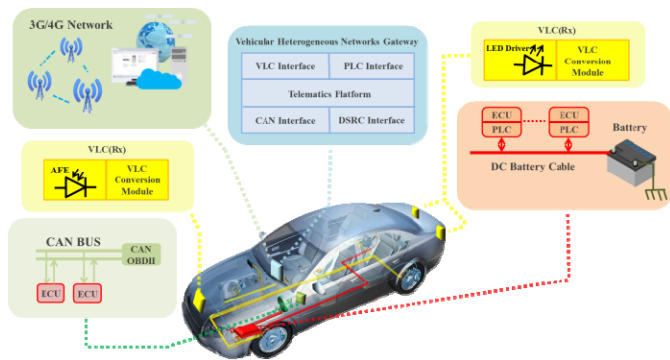 3G/4G Network
Vehicular Heterogeneous Networks Gateway
VLC Interface
PLC Interface
Telematics Flatform
CAN Interface
DSRC Interface
VLC(Rx)
LED Driver
VLC
Conversion
Module
ECU
ECU
PLC
PLC
Battery
DC Battery Cable
VLC(Rx)
AFE
VLC
Conversion
Module
CAN BUS
CAN
OBDII
ECU
ECU